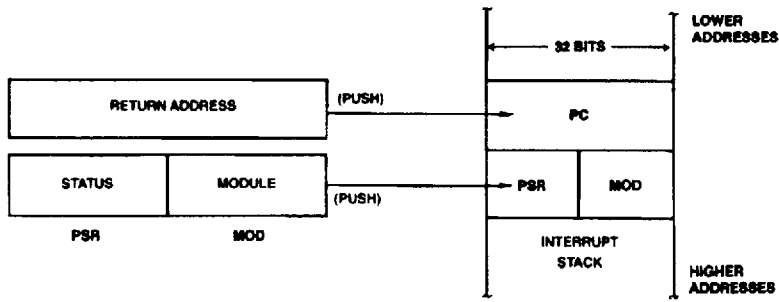 LOWER
ADDRESSES
32 BITS
RETURN ADDRESS
(PUSH)
PC
STATUS
MODULE
(PUSH)
PSR
MOD
PSR
MOD
INTERRUPT
STACK
HIGHER
ADDRESSES